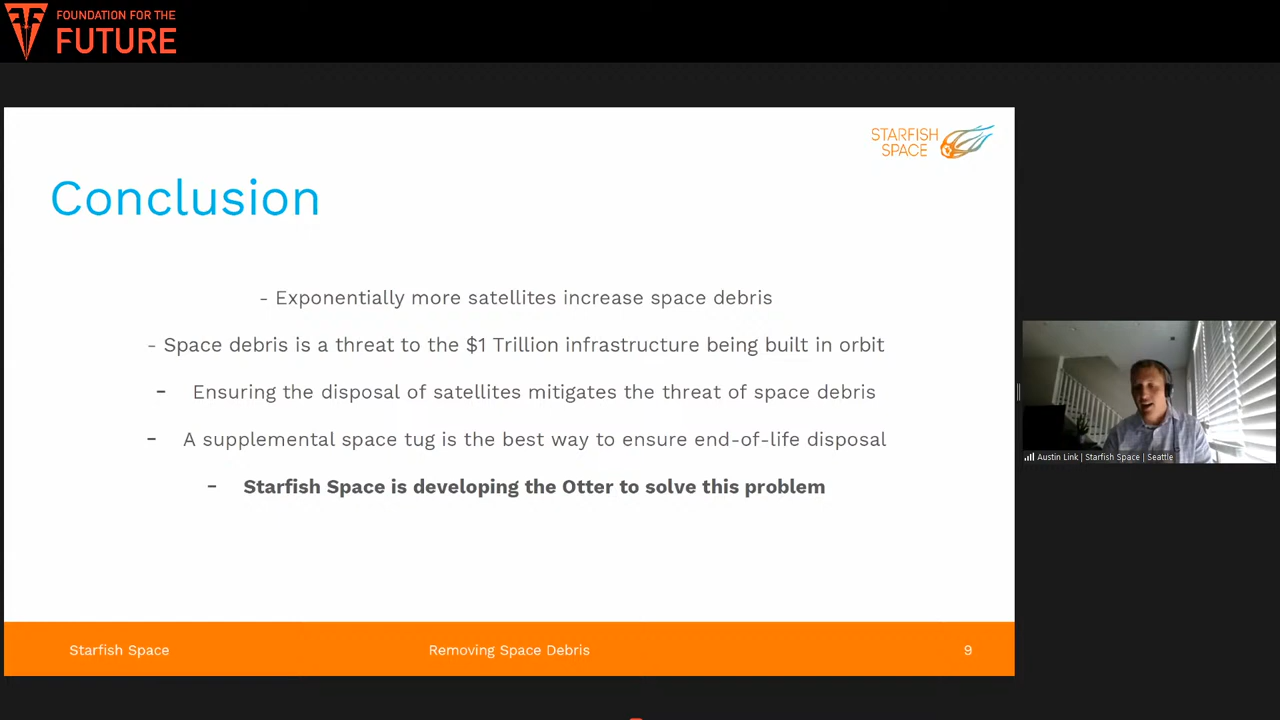 FOUNDATION FOR THE
FUTURE
STARFISH
SPACE
Conclusion
- Exponentially more satellites increase space debris
- Space debris is a threat to the $1 Trillion infrastructure being built in orbit
- Ensuring the disposal of satellites mitigates the threat of space debris
- A supplemental space tug is the best way to ensure end-of-life disposal
- Starfish Space is developing the Otter to solve this problem
Austin Link | Starfish Space | Seattle
Starfish Space
Removing Space Debris
9